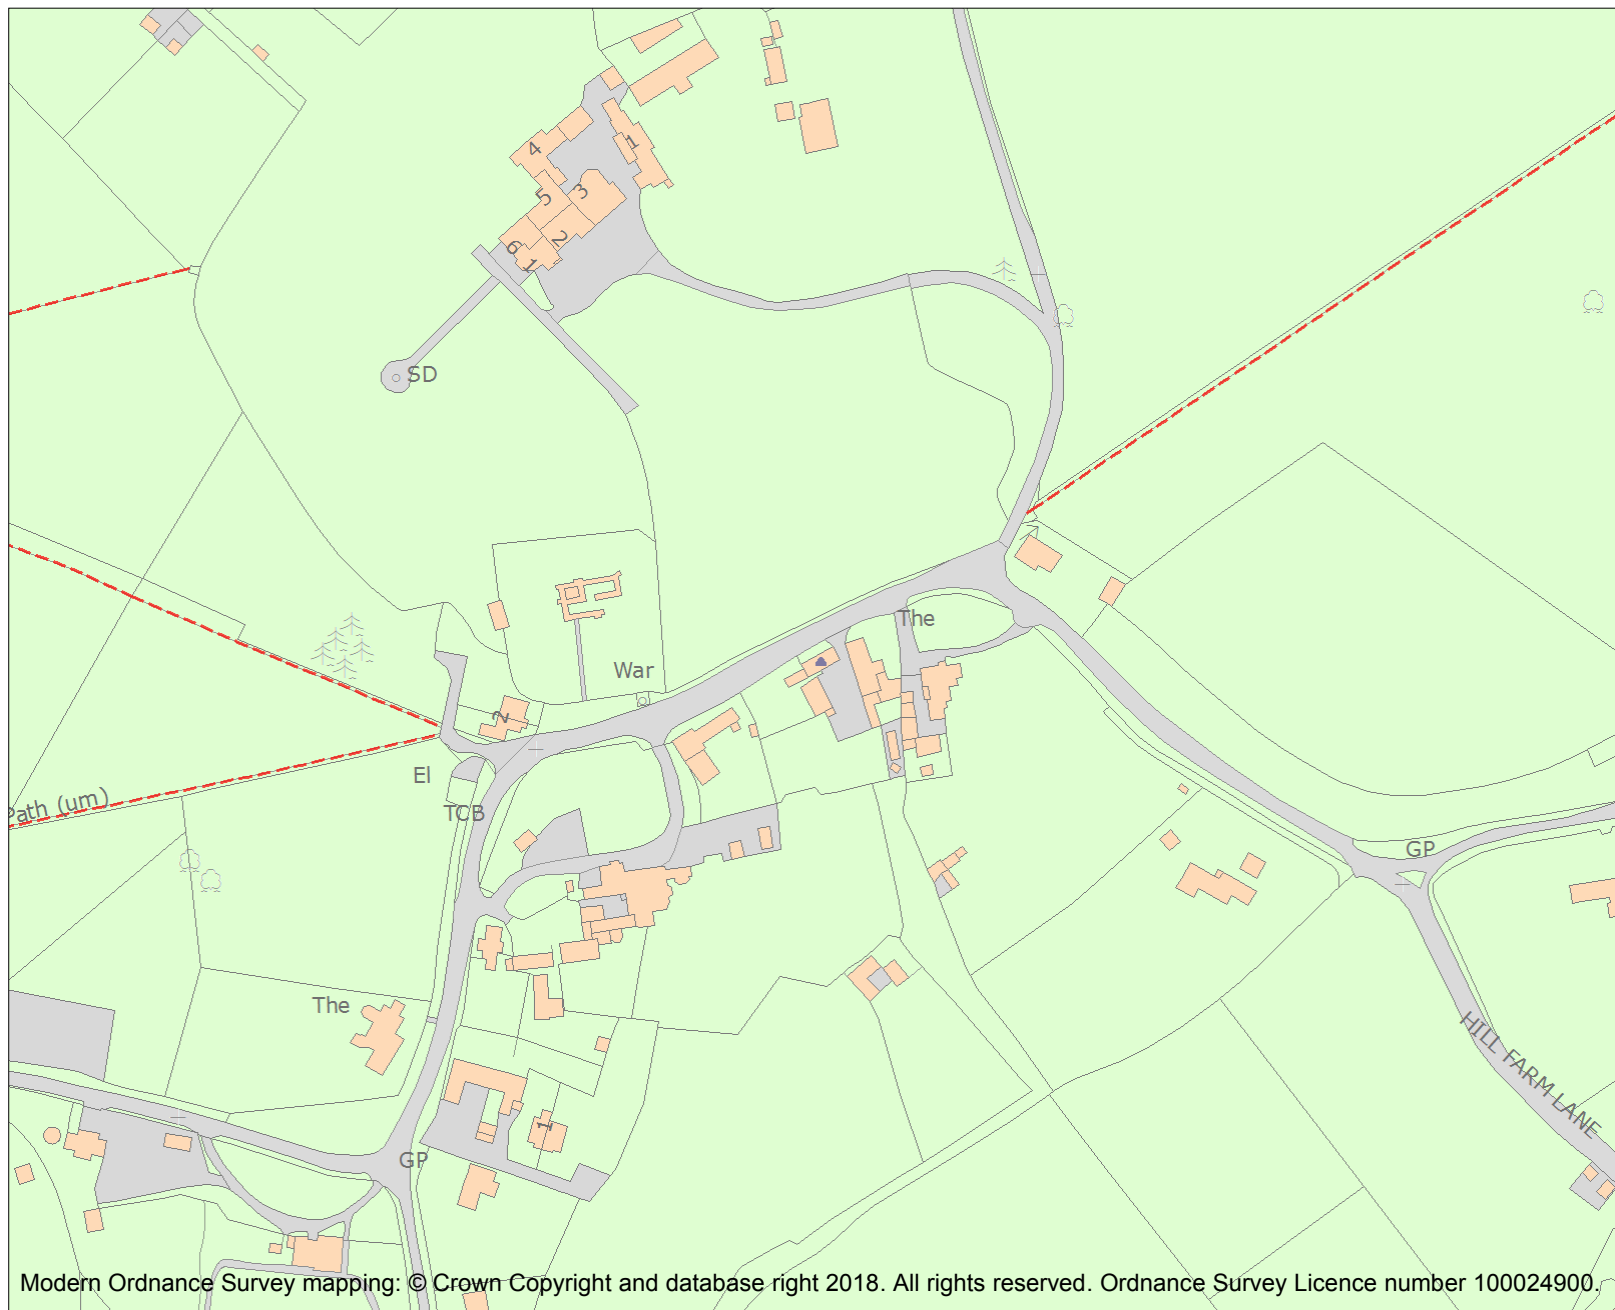 4
1
5
3
6
2
1
SD
The
War
2
El
Path (um)
TCB
GP
The
HILL FARM LANE
1
GP
Modern Ordnance Survey mapping: © Crown Copyright and database right 2018. All rights reserved. Ordnance Survey Licence number 100024900.